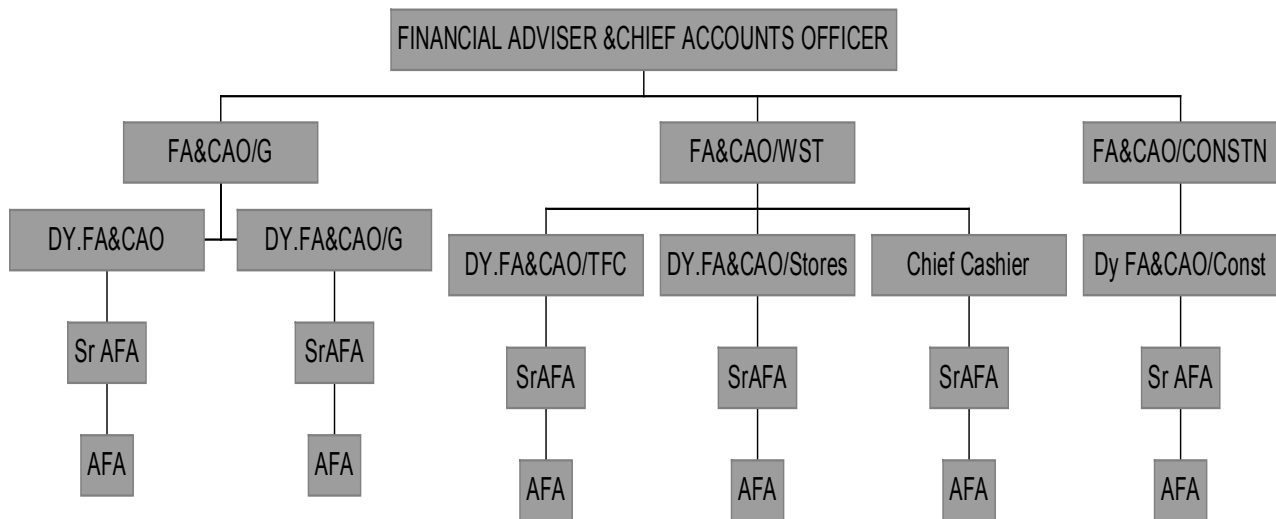 FINANCIAL ADVISER &CHIEF ACCOUNTS OFFICER
FA&CAO/G
FA&CAO/WST
FA&CAO/CONSTN
DY.FA&CAO
DY.FA&CAO/G
DY.FA&CAO/TFC
DY.FA&CAO/Stores
Chief Cashier
Dy FA&CAO/Const
Sr AFA
SrAFA
SrAFA
SrAFA
SrAFA
Sr AFA
AFA
AFA
AFA
AFA
AFA
AFA